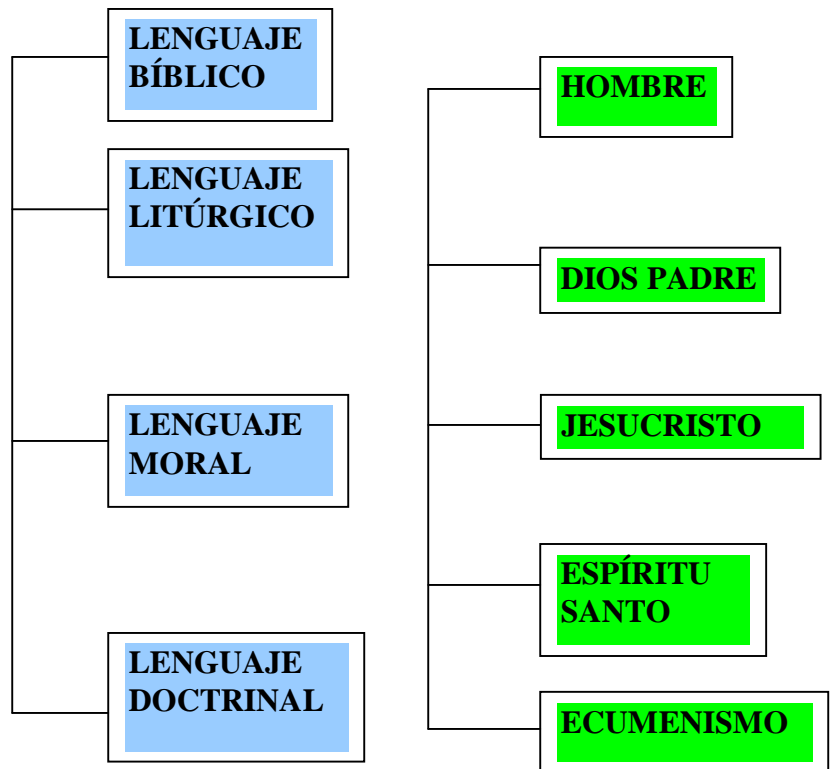 LENGUAJE
BÍBLICO
LENGUAJE
LITÚRGICO
LENGUAJE
MORAL
LENGUAJE
DOCTRINAL
HOMBRE
DIOS PADRE
JESUCRISTO
ESPÍRITU
SANTO
ECUMENISMO